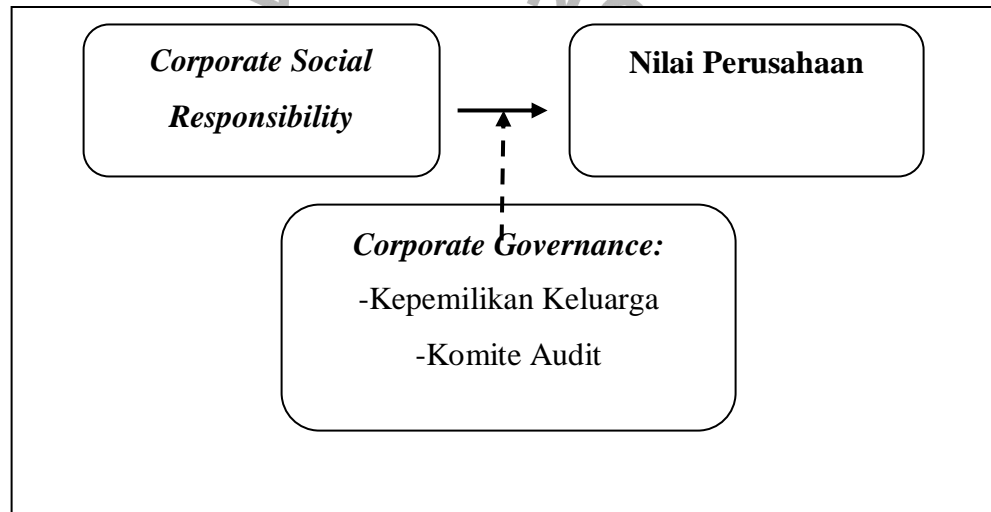 Corporate Social
Responsibility
Nilai Perusahaan
Corporate Governance:
-Kepemilikan Keluarga
-Komite Audit